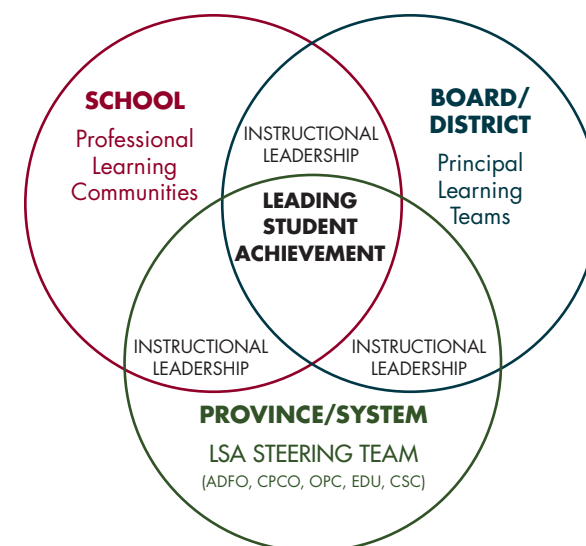 SCHOOL
Professional
Learning
Communities
BOARD/
DISTRICT
Principal
Learning
Teams
INSTRUCTIONAL
LEADERSHIP
LEADING
STUDENT
ACHIEVEMENT
INSTRUCTIONAL
LEADERSHIP
INSTRUCTIONAL
LEADERSHIP
PROVINCE/SYSTEM
LSA STEERING TEAM
(ADFO, CPCO, OPC, EDU, CSC)